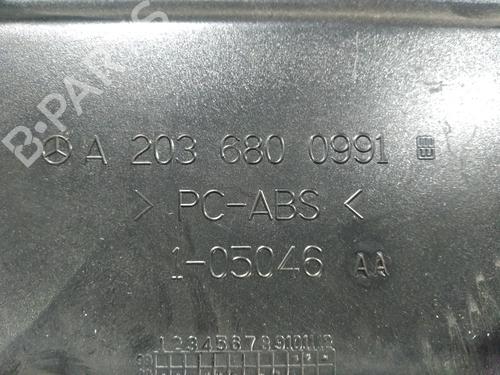 B-PARTS
A 203 680 0991
> PC-ABS <
1-05046 AA
1 2 3 4 5 6 7 8 9 10 11 12